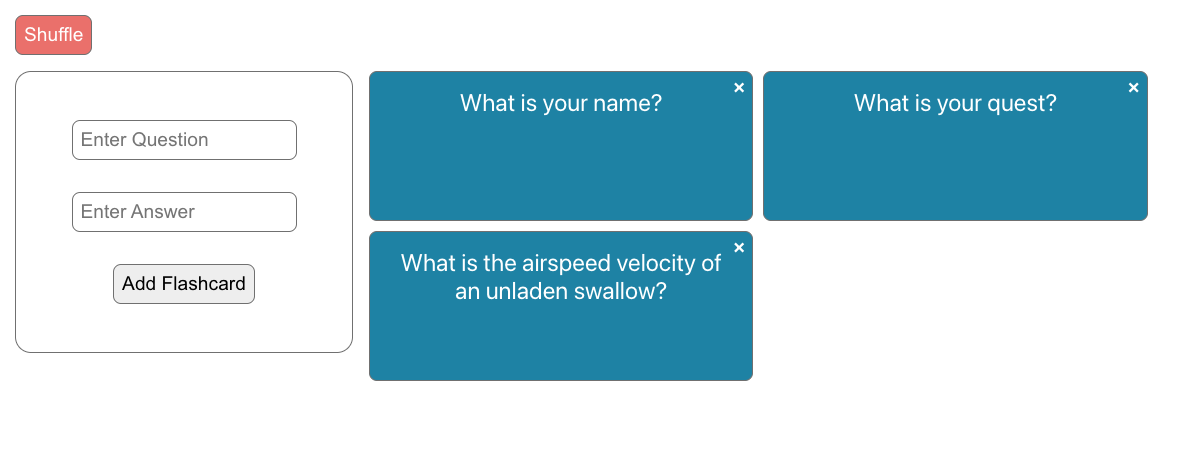 Shuffle
Enter Question
Enter Answer
Add Flashcard
×
What is your name?
×
What is your quest?
×
What is the airspeed velocity of
an unladen swallow?